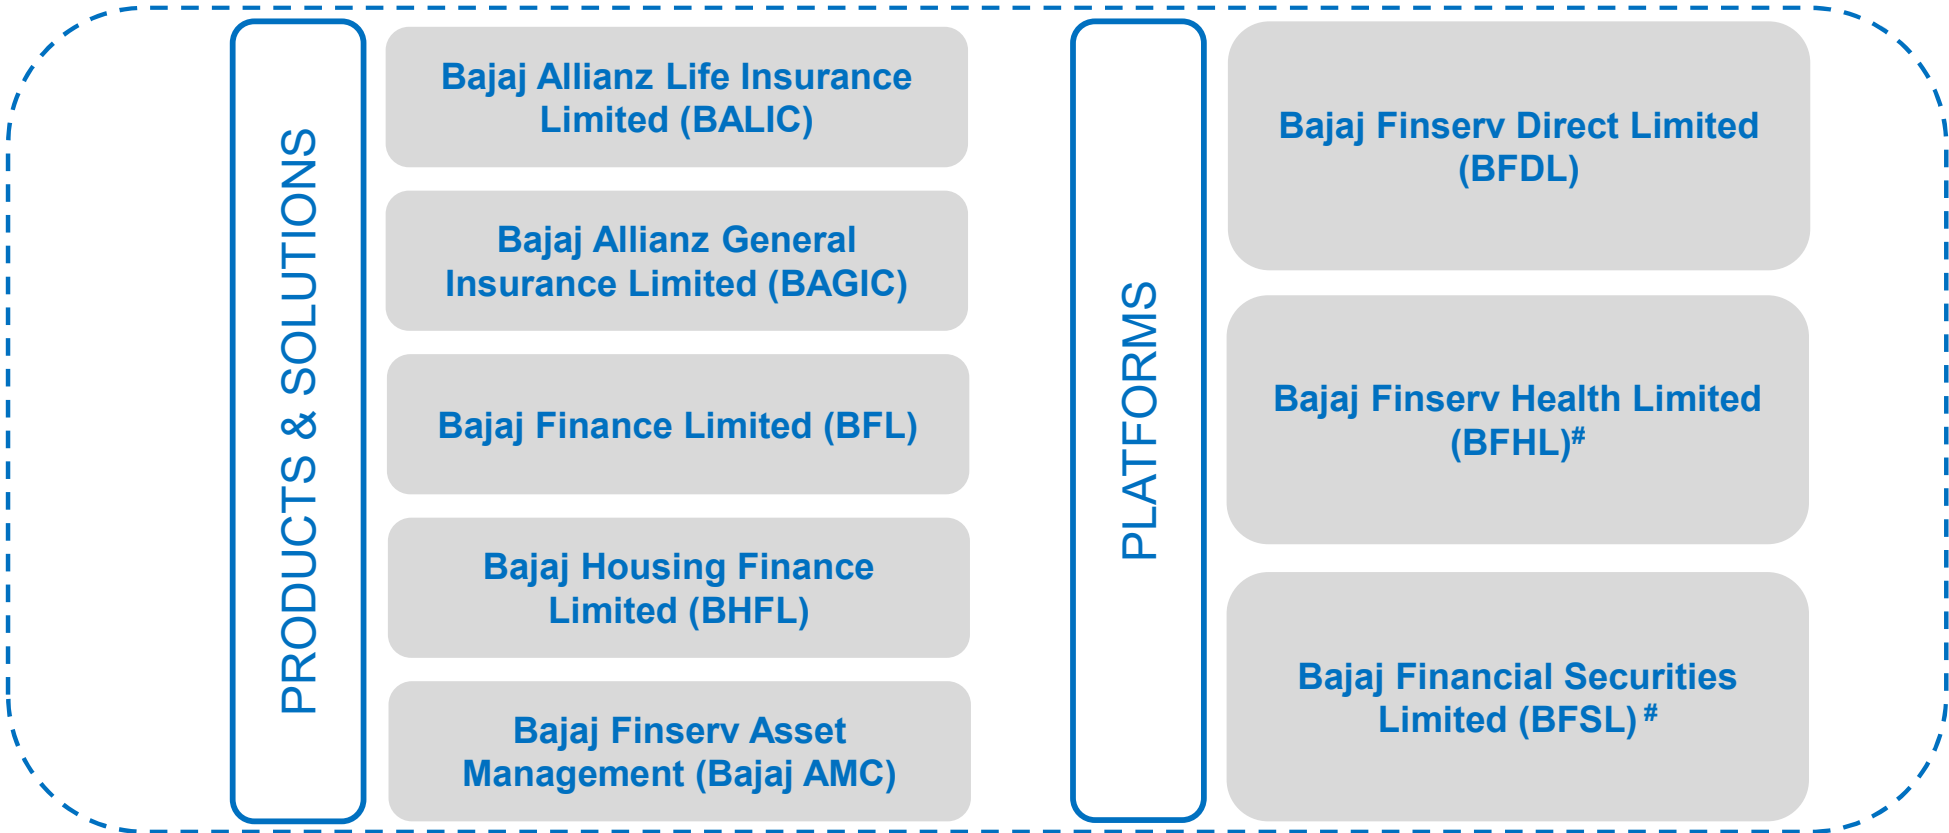 PRODUCTS & SOLUTIONS
Bajaj Allianz Life Insurance
Limited (BALIC)
Bajaj Allianz General
Insurance Limited (BAGIC)
Bajaj Finance Limited (BFL)
Bajaj Housing Finance
Limited (BHFL)
Bajaj Finserv Asset
Management (Bajaj AMC)
PLATFORMS
Bajaj Finserv Direct Limited
(BFDL)
Bajaj Finserv Health Limited
(BFHL)#
Bajaj Financial Securities
Limited (BFSL) #